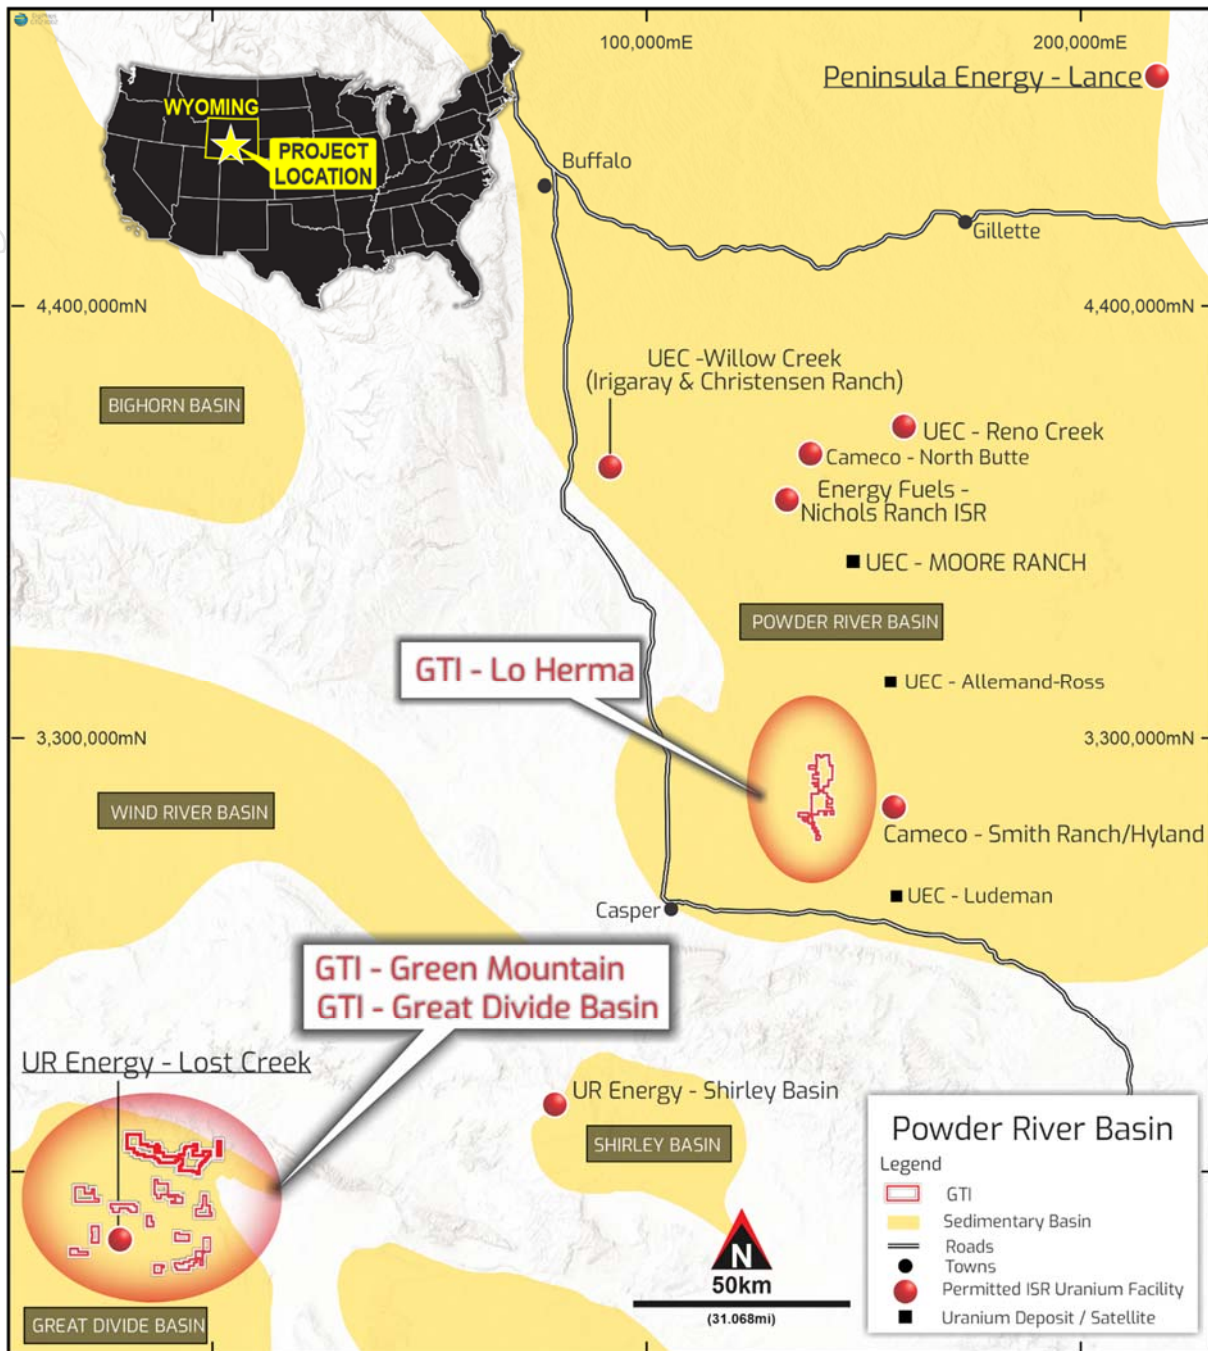 100,000mE
200,000mE
Peninsula Energy - Lance
WYOMING
PROJECT
LOCATION
Buffalo
Gillette
4,400,000mN
4,400,000mN
UEC -Willow Creek
(Irigaray & Christensen Ranch)
BIGHORN BASIN
UEC - Reno Creek
Cameco - North Butte
Energy Fuels -
Nichols Ranch ISR
UEC - MOORE RANCH
POWDER RIVER BASIN
GTI - Lo Herma
UEC - Allemand-Ross
3,300,000mN
3,300,000mN
WIND RIVER BASIN
Cameco - Smith Ranch/Hyland
UEC - Ludeman
Casper
GTI - Green Mountain
GTI - Great Divide Basin
UR Energy - Lost Creek
UR Energy - Shirley Basin
SHIRLEY BASIN
GREAT DIVIDE BASIN
N
50km
(31.068mi)
Powder River Basin
Legend
GTI
Sedimentary Basin
Roads
Towns
Permitted ISR Uranium Facility
Uranium Deposit / Satellite